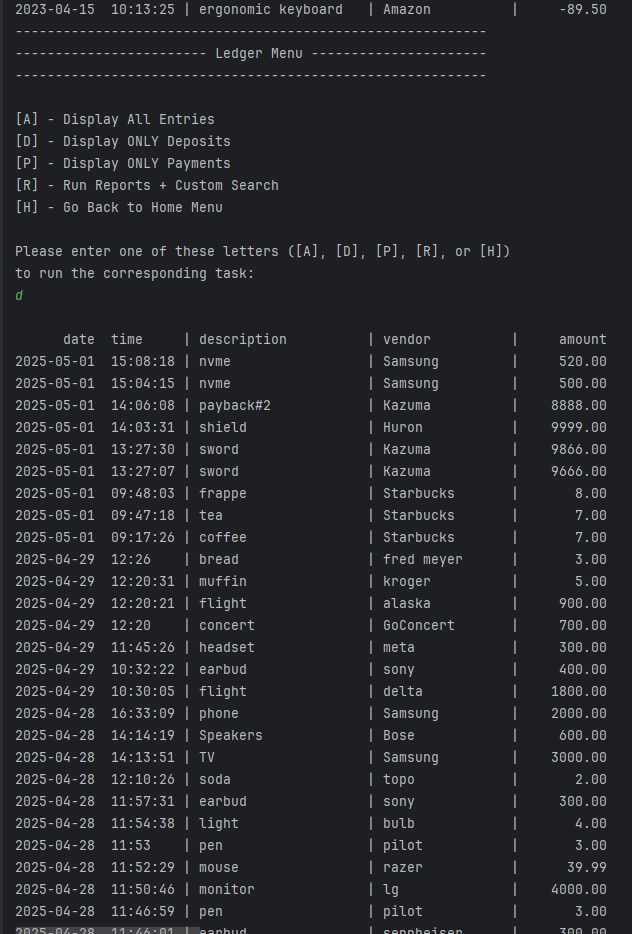 2023-04-15  10:13:25 | ergonomic keyboard   | Amazon          |     -89.50
-----------------------------------------------------------
------------------------ Ledger Menu ----------------------
-----------------------------------------------------------
[A] - Display All Entries
[D] - Display ONLY Deposits
[P] - Display ONLY Payments
[R] - Run Reports + Custom Search
[H] - Go Back to Home Menu
Please enter one of these letters ([A], [D], [P], [R], or [H])
to run the corresponding task:
d
      date  time     | description          | vendor          |     amount
2025-05-01  15:08:18 | nvme                 | Samsung         |     520.00
2025-05-01  15:04:15 | nvme                 | Samsung         |     500.00
2025-05-01  14:06:08 | payback#2            | Kazuma          |    8888.00
2025-05-01  14:03:31 | shield               | Huron           |    9999.00
2025-05-01  13:27:30 | sword                | Kazuma          |    9866.00
2025-05-01  13:27:07 | sword                | Kazuma          |    9666.00
2025-05-01  09:48:03 | frappe               | Starbucks       |       8.00
2025-05-01  09:47:18 | tea                  | Starbucks       |       7.00
2025-05-01  09:17:26 | coffee               | Starbucks       |       7.00
2025-04-29  12:26    | bread                | fred meyer      |       3.00
2025-04-29  12:20:31 | muffin               | kroger          |       5.00
2025-04-29  12:20:21 | flight               | alaska          |     900.00
2025-04-29  12:20    | concert              | GoConcert       |     700.00
2025-04-29  11:45:26 | headset              | meta            |     300.00
2025-04-29  10:32:22 | earbud               | sony            |     400.00
2025-04-29  10:30:05 | flight               | delta           |    1800.00
2025-04-28  16:33:09 | phone                | Samsung         |    2000.00
2025-04-28  14:14:19 | Speakers             | Bose            |     600.00
2025-04-28  14:13:51 | TV                   | Samsung         |    3000.00
2025-04-28  12:10:26 | soda                 | topo            |       2.00
2025-04-28  11:57:31 | earbud               | sony            |     300.00
2025-04-28  11:54:38 | light                | bulb            |       4.00
2025-04-28  11:53    | pen                  | pilot           |       3.00
2025-04-28  11:52:29 | mouse                | razer           |      39.99
2025-04-28  11:50:46 | monitor              | lg              |    4000.00
2025-04-28  11:46:59 | pen                  | pilot           |       3.00
2025-04-28  11:46:01 | earbud               | sennheiser      |     300.00